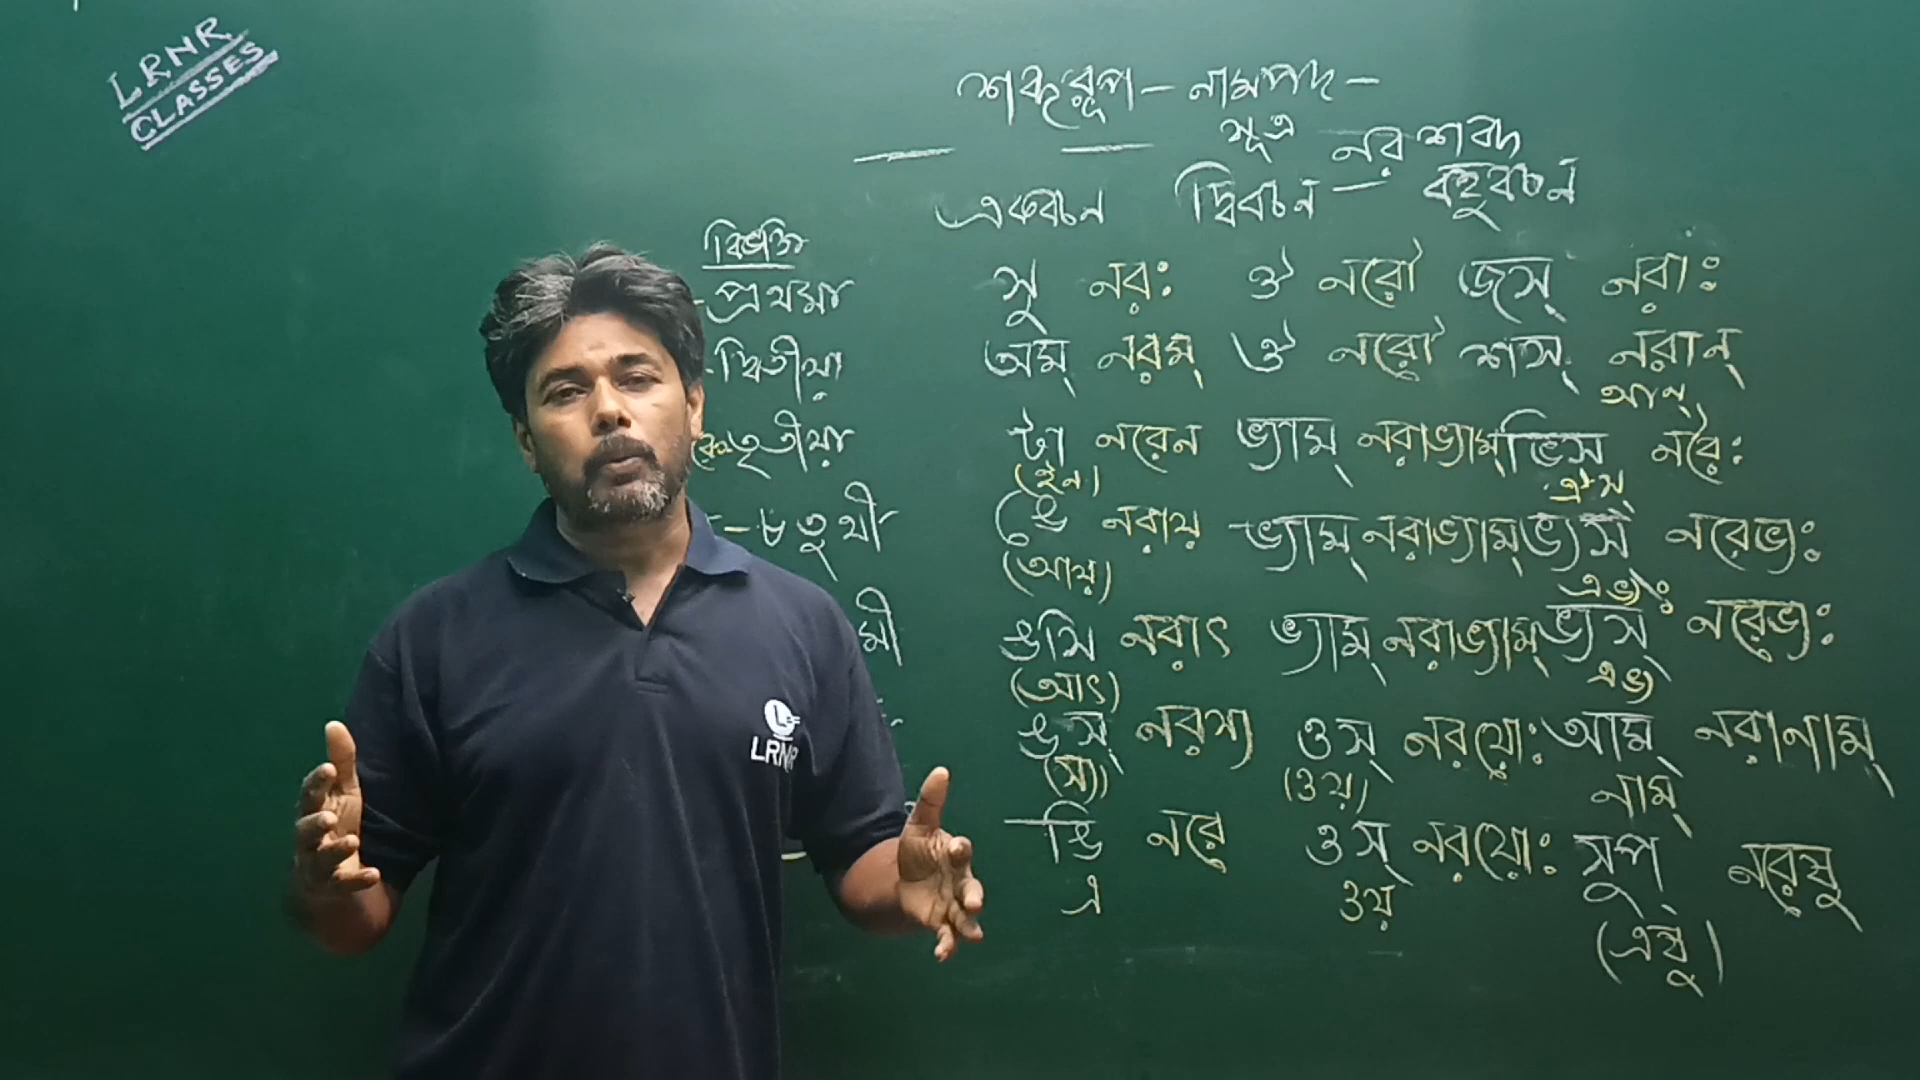 LRNR
CLASSES
শব্দরূপ - নামপদ -
সূত্র নর শব্দ
একবচন দ্বিবচন - বহুবচন
বিভক্তি
প্রথমা সু নরঃ ঔ নরৌ জস্ নরাঃ
দ্বিতীয়া অম্ নরম্ ঔ নরৌ শস্ নরান্
আন্
তৃতীয়া টা নরেন ভ্যাম্ নরাভ্যাম্ ভিস্ নরৈঃ
(ইন) ঐস্
চতুর্থী ঙে নরায় ভ্যাম্ নরাভ্যাম্ ভ্যস্ নরেভ্যঃ
(আয়) এভ্যঃ
মী ঙসি নরাৎ ভ্যাম্ নরাভ্যাম্ ভ্যস্ নরেভ্যঃ
(আৎ) এভ্য
ঙস্ নরস্য ওস্ নরয়োঃ আম্ নরানাম্
(স্য) (ওয়) নাম্
ঙি নরে ওস্ নরয়োঃ সুপ্ নরেষু
এ ওয় (এষু)
LRNR